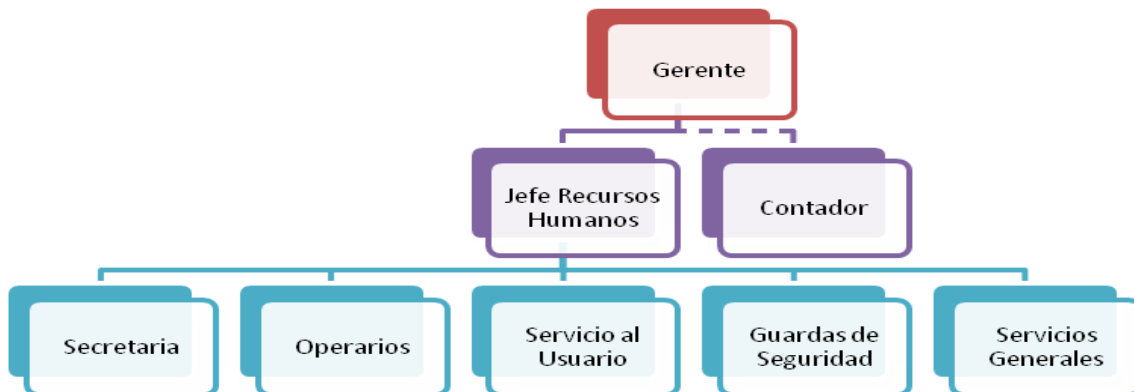 Gerente
Jefe Recursos
Humanos
Contador
Secretaria
Operarios
Servicio al
Usuario
Guardas de
Seguridad
Servicios
Generales